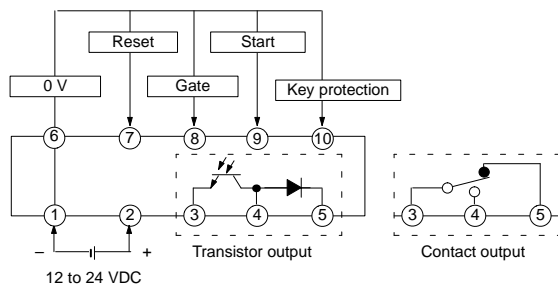 Reset
Start
0 V
Gate
Key protection
6 7 8 9 10
1 2 3 4 5
3 4 5
− +
Transistor output
Contact output
12 to 24 VDC